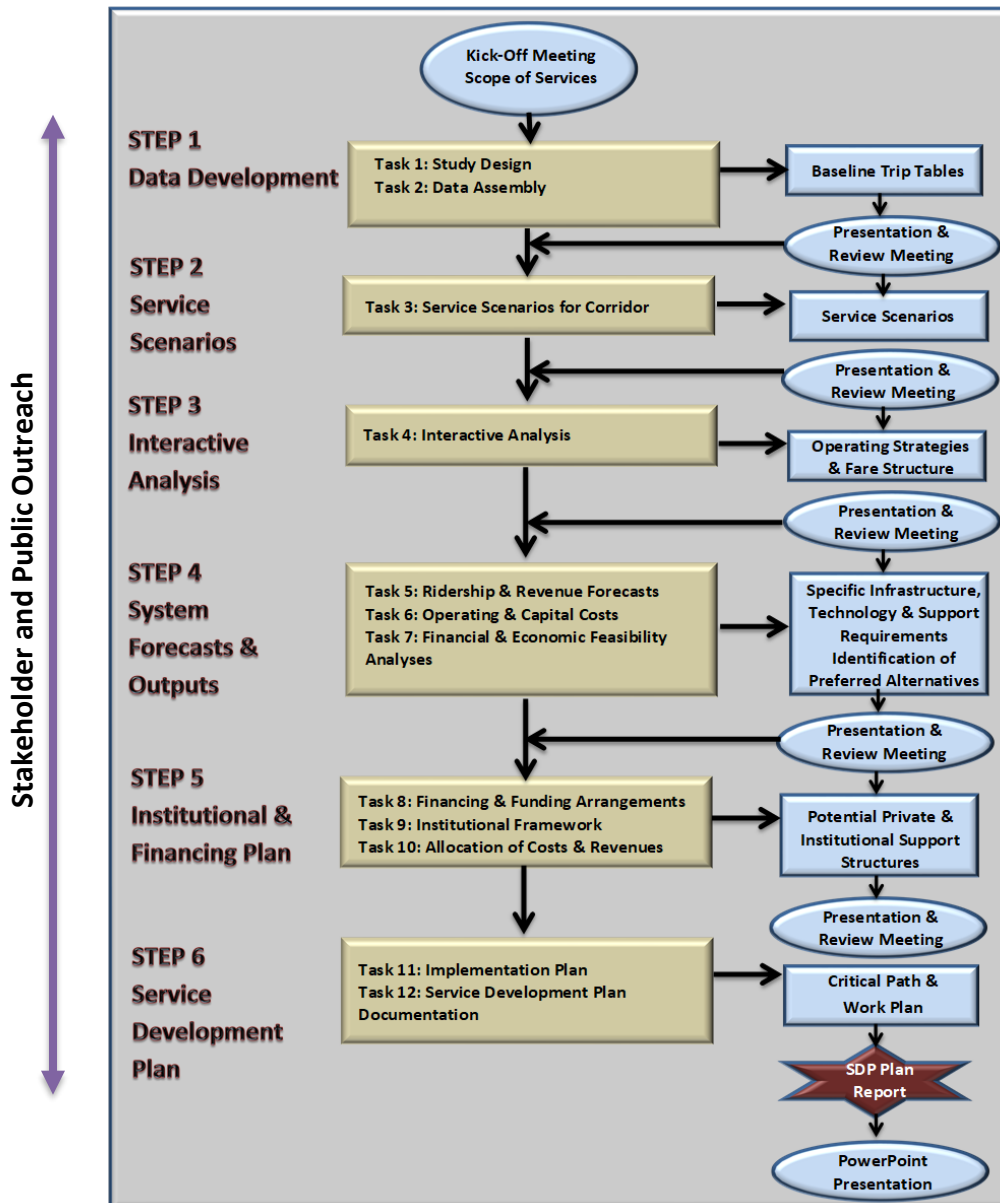 Kick-Off Meeting
Scope of Services
Stakeholder and Public Outreach
STEP 1
Data Development
Task 1: Study Design
Task 2: Data Assembly
Baseline Trip Tables
Presentation &
Review Meeting
STEP 2
Service
Scenarios
Task 3: Service Scenarios for Corridor
Service Scenarios
Presentation &
Review Meeting
STEP 3
Interactive
Analysis
Task 4: Interactive Analysis
Operating Strategies
& Fare Structure
Presentation &
Review Meeting
STEP 4
System
Forecasts &
Outputs
Task 5: Ridership & Revenue Forecasts
Task 6: Operating & Capital Costs
Task 7: Financial & Economic Feasibility
Analyses
Specific Infrastructure,
Technology & Support
Requirements
Identification of
Preferred Alternatives
Presentation &
Review Meeting
STEP 5
Institutional &
Financing Plan
Task 8: Financing & Funding Arrangements
Task 9: Institutional Framework
Task 10: Allocation of Costs & Revenues
Potential Private &
Institutional Support
Structures
Presentation &
Review Meeting
STEP 6
Service
Development
Plan
Task 11: Implementation Plan
Task 12: Service Development Plan
Documentation
Critical Path &
Work Plan
SDP Plan
Report
PowerPoint
Presentation